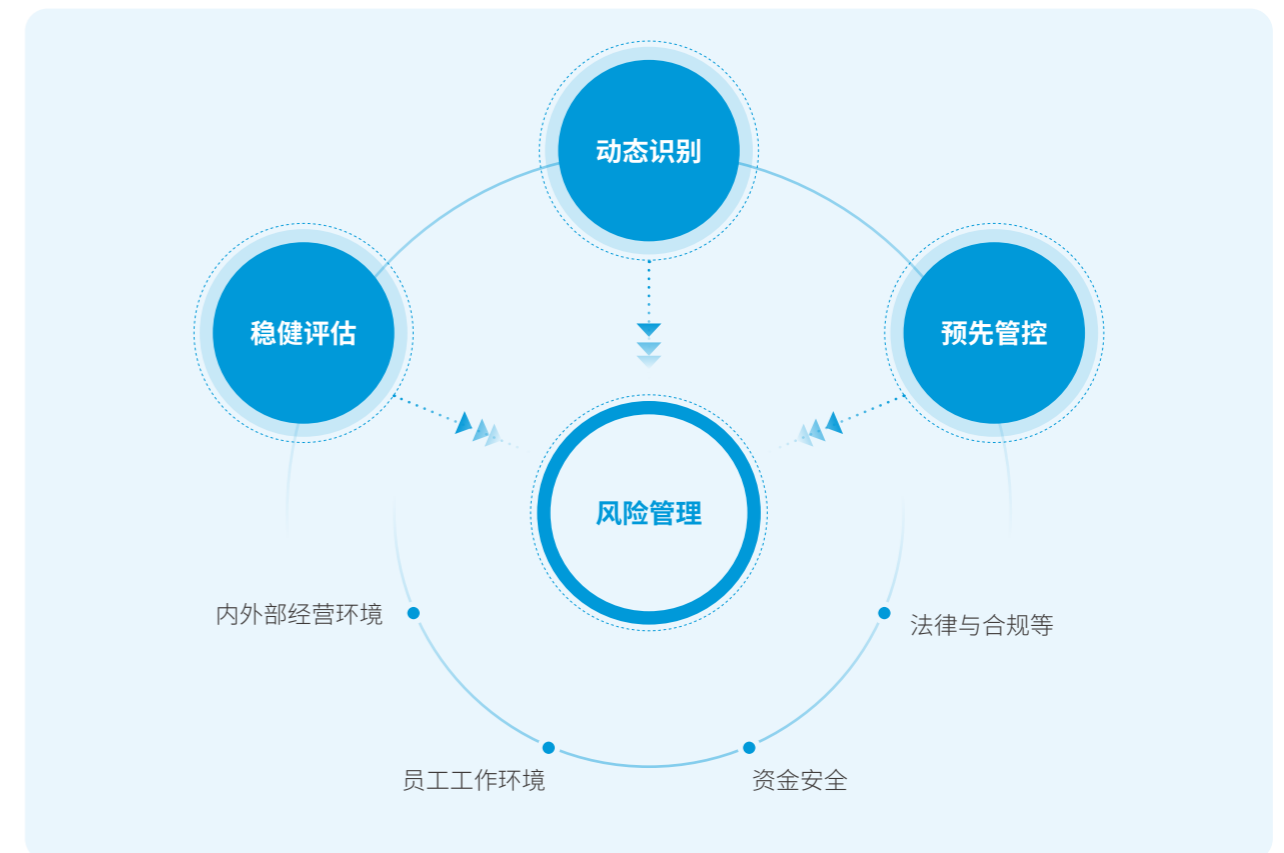 动态识别
稳健评估
预先管控
风险管理
内外部经营环境
法律与合规等
员工工作环境
资金安全